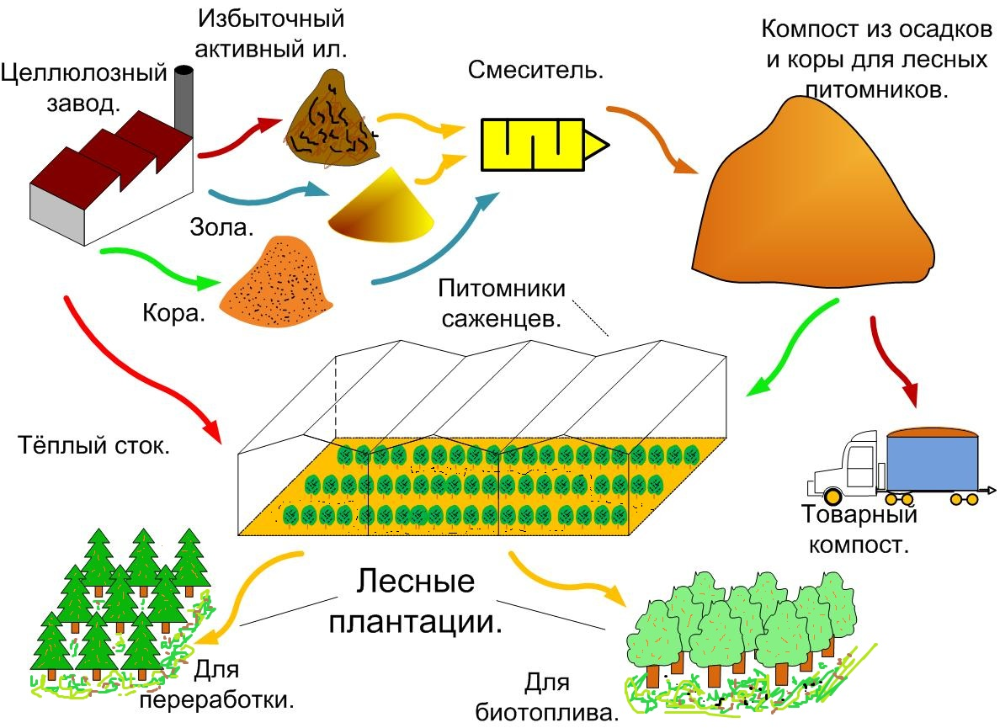 Избыточный
активный ил.
Целлюлозный
завод.
Смеситель.
Компост из осадков
и коры для лесных
питомников.
Зола.
Кора.
Питомники
саженцев.
Тёплый сток.
Товарный
компост.
Лесные
плантации.
Для
переработки.
Для
биотоплива.